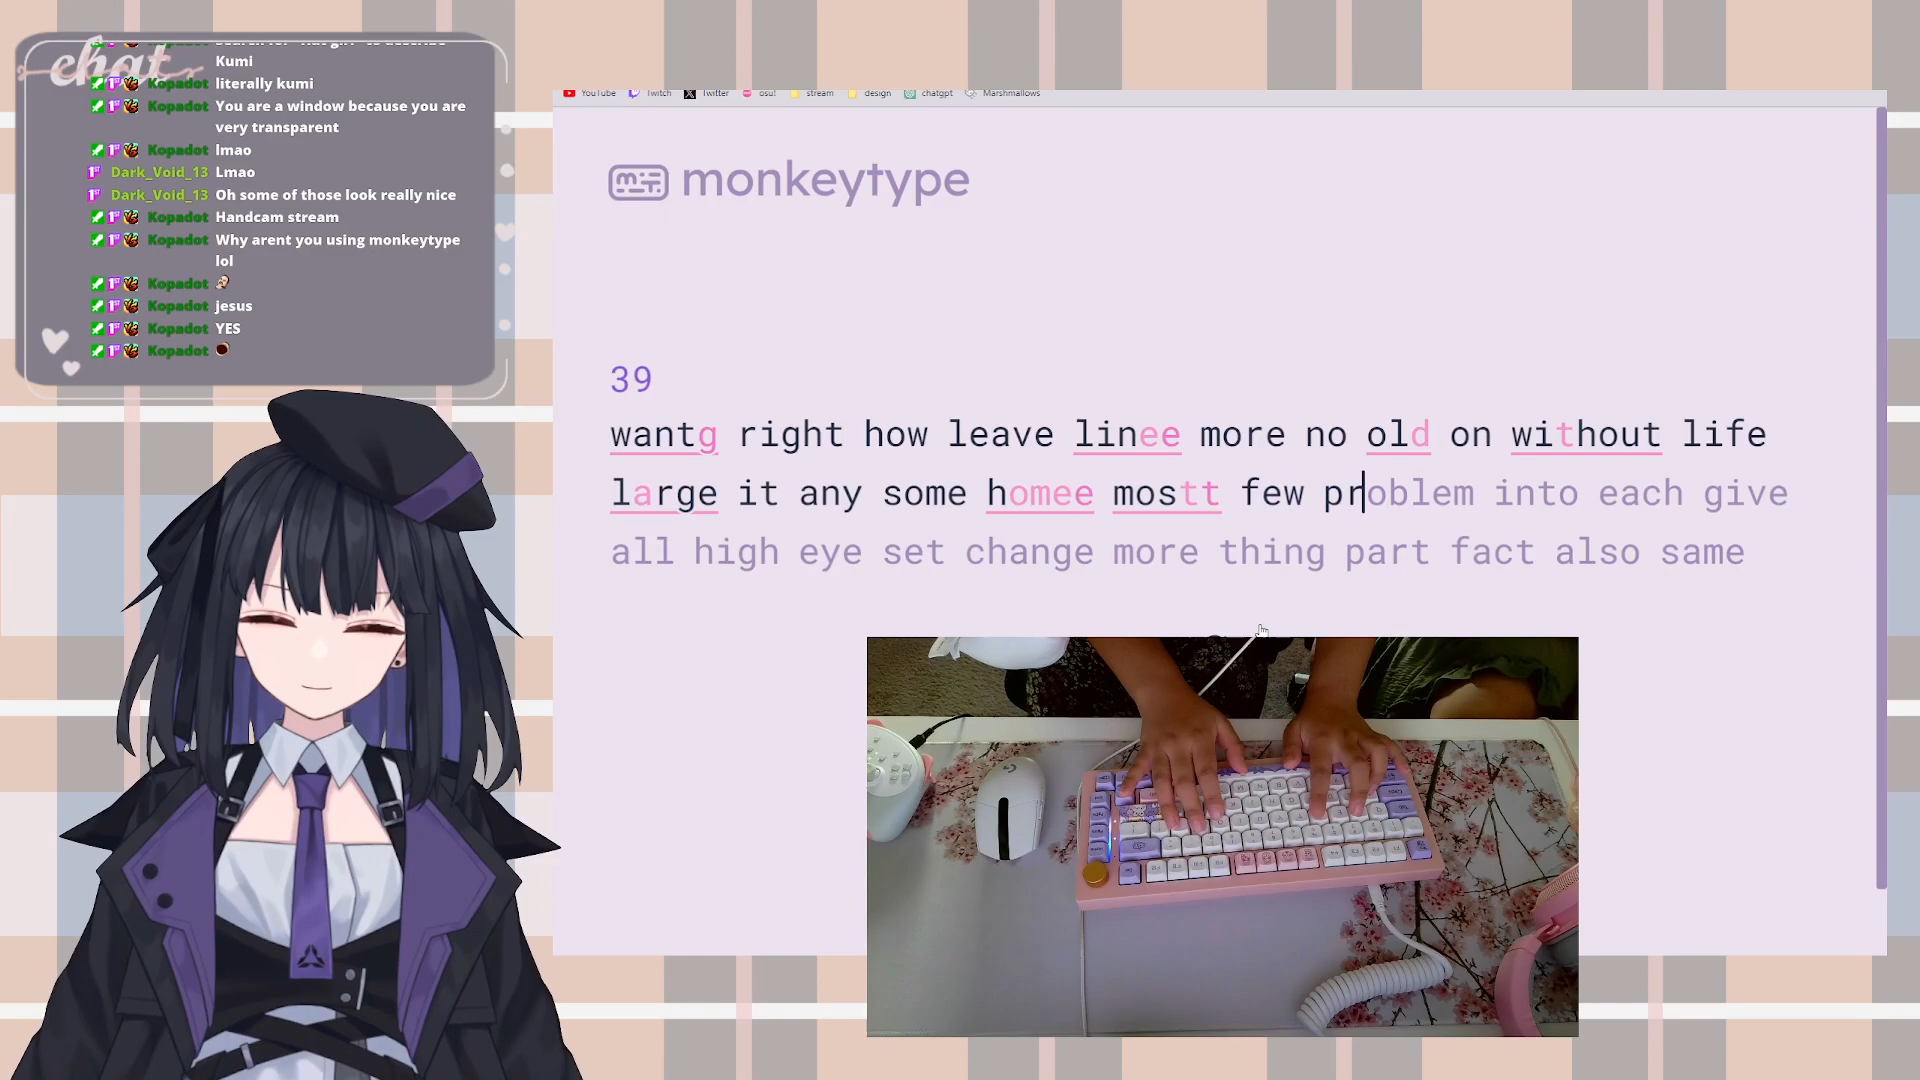 chat
Kumi
Kopadot literally kumi
Kopadot You are a window because you are
very transparent
Kopadot lmao
Dark_Void_13 Lmao
Dark_Void_13 Oh some of those look really nice
Kopadot Handcam stream
Kopadot Why arent you using monkeytype
lol
Kopadot
Kopadot jesus
Kopadot YES
Kopadot
YouTube Twitch Twitter osu! stream design chatgpt Marshmallows
monkeytype
39
wantg right how leave linee more no old on without life
large it any some homee mostt few problem into each give
all high eye set change more thing part fact also same